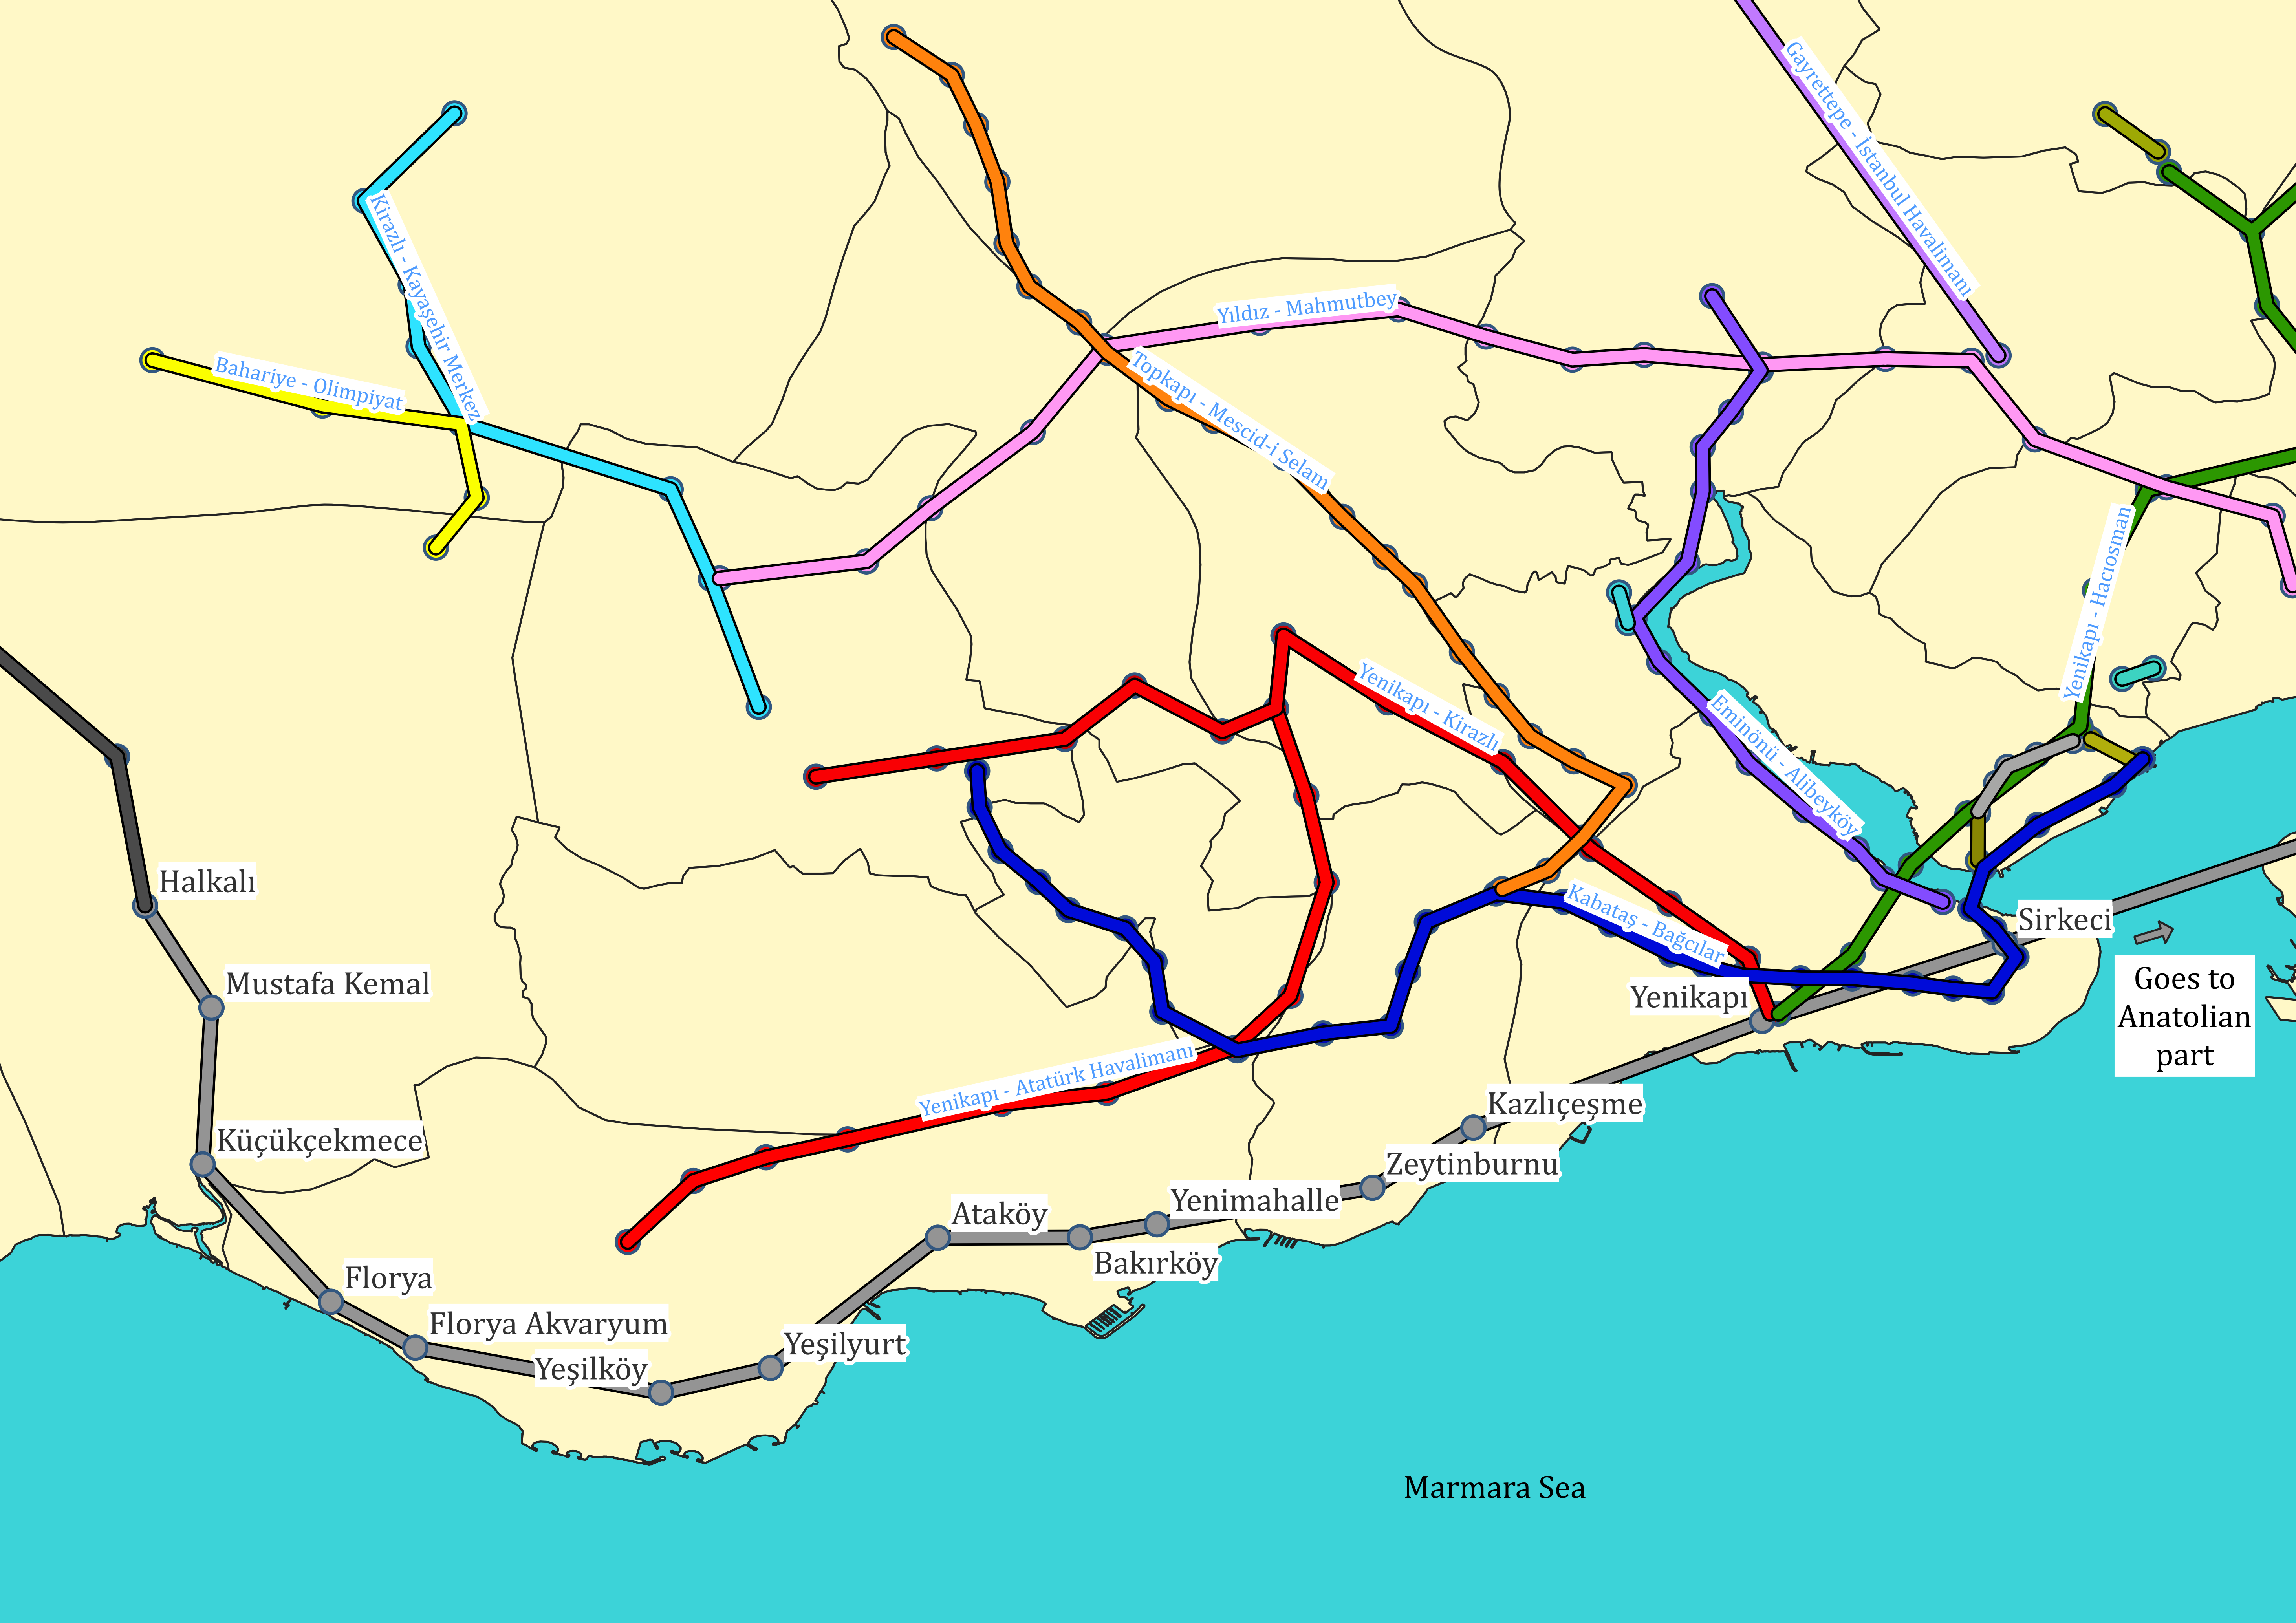 Gayrettepe - İstanbul Havalimanı
Kirazlı - Kayaşehir Merkez
Yıldız - Mahmutbey
Bahariye - Olimpiyat
Topkapı - Mescid-i Selam
Yenikapı - Hacıosman
Yenikapı - Kirazlı
Eminönü - Alibeyköy
Halkalı
Kabataş - Bağcılar
Sirkeci
Mustafa Kemal
Yenikapı
Goes to
Anatolian
part
Yenikapı - Atatürk Havalimanı
Kazlıçeşme
Küçükçekmece
Zeytinburnu
Yenimahalle
Ataköy
Bakırköy
Florya
Florya Akvaryum
Yeşilyurt
Yeşilköy
Marmara Sea